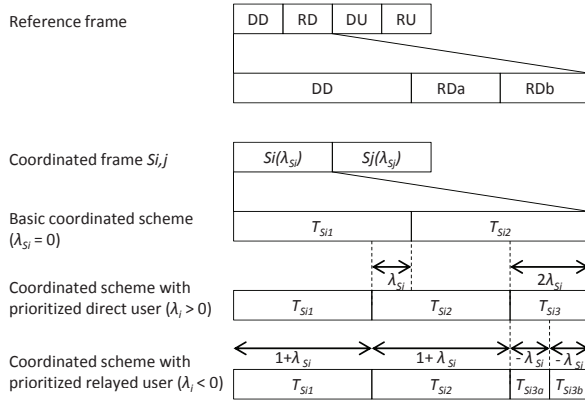 Reference frame
DD RD DU RU
DD RDa RDb
Coordinated frame Si,j
Si(λSi) Sj(λSj)
Basic coordinated scheme
(λSi = 0)
TSi1 TSi2
λSi 2λSi
Coordinated scheme with
prioritized direct user (λi > 0)
TSi1 TSi2 TSi3
1+λSi 1+ λSi - λSi - λSi
Coordinated scheme with
prioritized relayed user (λi < 0)
TSi1 TSi2 TSi3a TSi3b